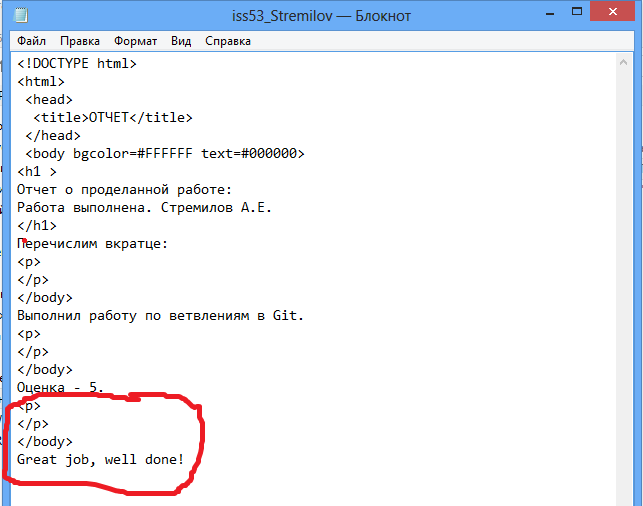 iss53_Stremilov — Блокнот
Файл Правка Формат Вид Справка
<!DOCTYPE html>
<html>
<head>
<title>ОТЧЕТ</title>
</head>
<body bgcolor=#FFFFFF text=#000000>
<h1 >
Отчет о проделанной работе:
Работа выполнена. Стремилов А.Е.
</h1>
Перечислим вкратце:
<p>
</p>
</body>
Выполнил работу по ветвлениям в Git.
<p>
</p>
</body>
Оценка - 5.
<p>
</p>
</body>
Great job, well done!